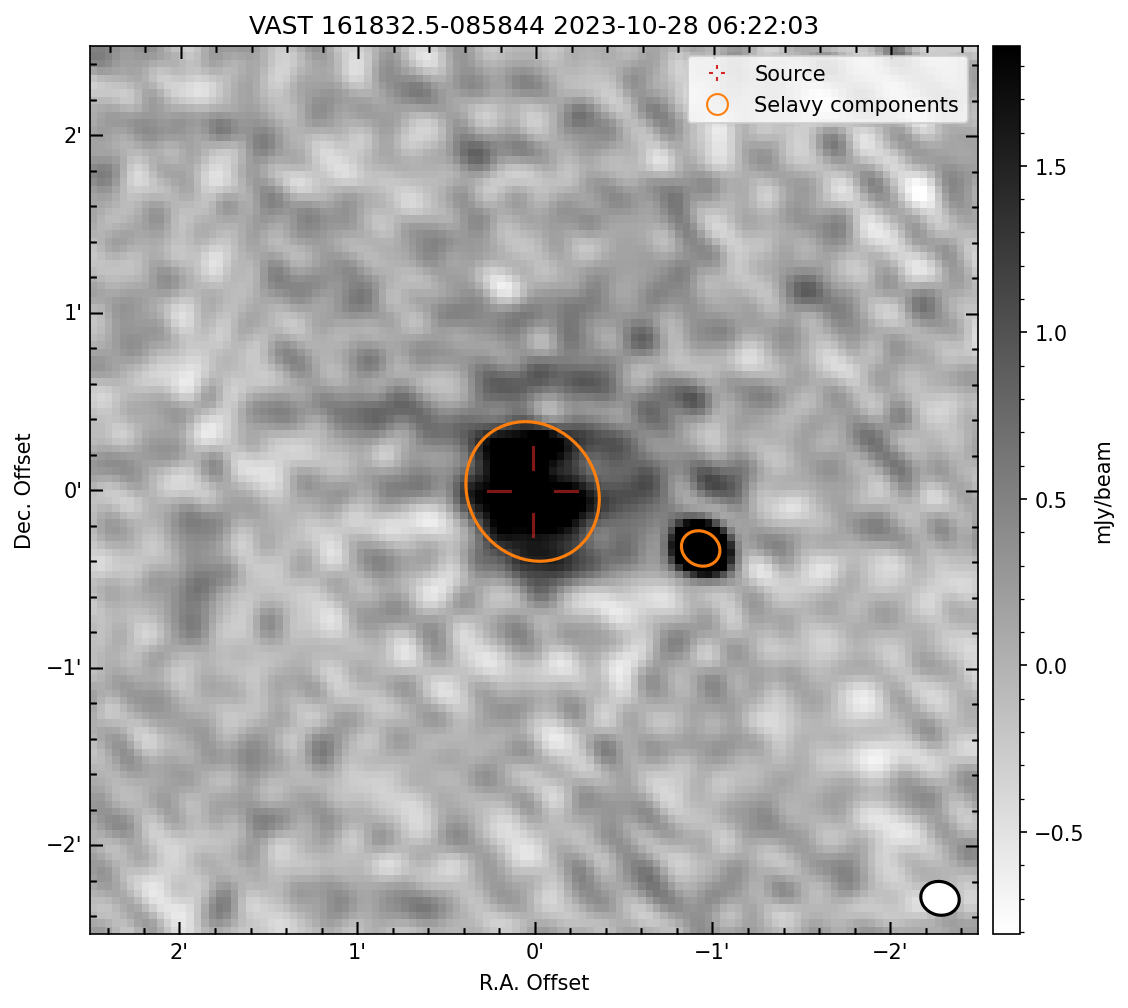 VAST 161832.5-085844 2023-10-28 06:22:03
Source
Selavy components
2'
1'
0'
−1'
−2'
Dec. Offset
2'
1'
0'
−1'
−2'
R.A. Offset
1.5
1.0
0.5
0.0
−0.5
mJy/beam